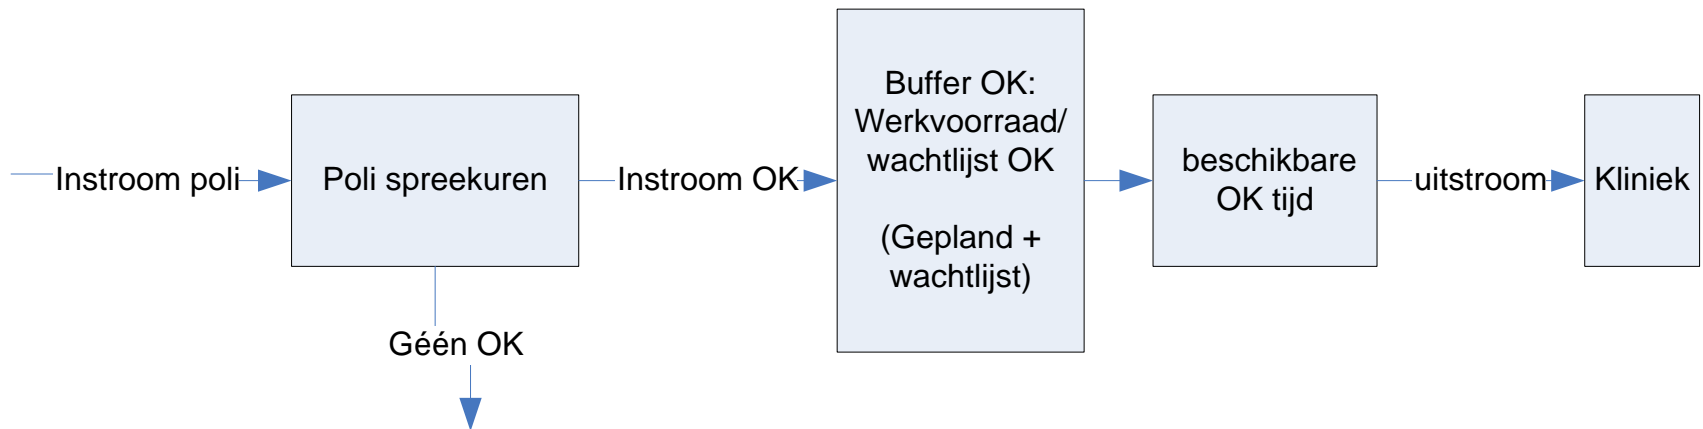 Instroom poli
Poli spreekuren
Géén OK
Instroom OK
Buffer OK:
Werkvoorraad/
wachtlijst OK
(Gepland +
wachtlijst)
beschikbare
OK tijd
uitstroom
Kliniek